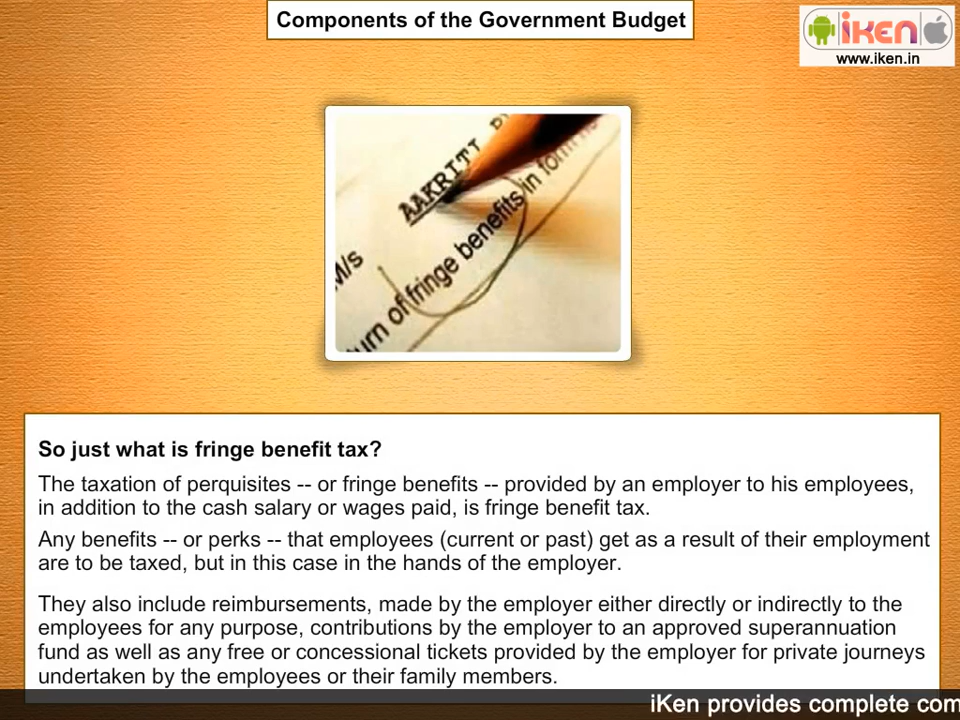 Components of the Government Budget
iKEN
www.iken.in
AAKRITI
M/s
urn of fringe benefits in form
So just what is fringe benefit tax?
The taxation of perquisites -- or fringe benefits -- provided by an employer to his employees,
in addition to the cash salary or wages paid, is fringe benefit tax.
Any benefits -- or perks -- that employees (current or past) get as a result of their employment
are to be taxed, but in this case in the hands of the employer.
They also include reimbursements, made by the employer either directly or indirectly to the
employees for any purpose, contributions by the employer to an approved superannuation
fund as well as any free or concessional tickets provided by the employer for private journeys
undertaken by the employees or their family members.
iKen provides complete com